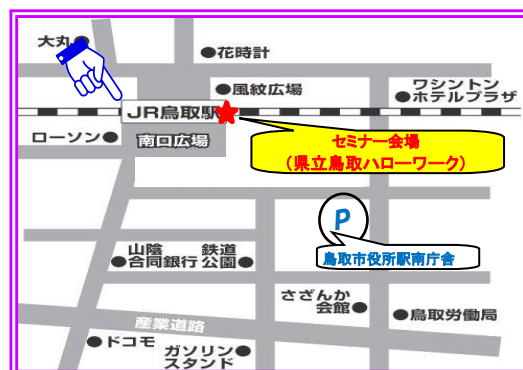 大丸
花時計
風紋広場
ワシントン
ホテルプラザ
JR鳥取駅
ローソン
南口広場
セミナー会場
（県立鳥取ハローワーク）
P
鳥取市役所駅南庁舎
山陰
合同銀行
鉄道
公園
さざんか
会館
鳥取労働局
産業道路
ドコモ
ガソリン
スタンド